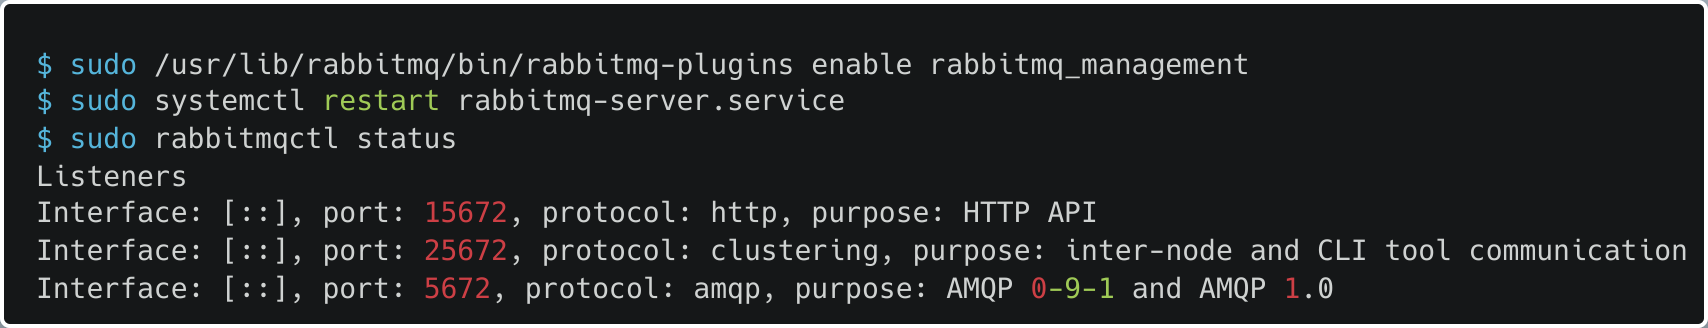 $ sudo /usr/lib/rabbitmq/bin/rabbitmq-plugins enable rabbitmq_management
$ sudo systemctl restart rabbitmq-server.service
$ sudo rabbitmqctl status
Listeners
Interface: [::], port: 15672, protocol: http, purpose: HTTP API
Interface: [::], port: 25672, protocol: clustering, purpose: inter-node and CLI tool communication
Interface: [::], port: 5672, protocol: amqp, purpose: AMQP 0-9-1 and AMQP 1.0